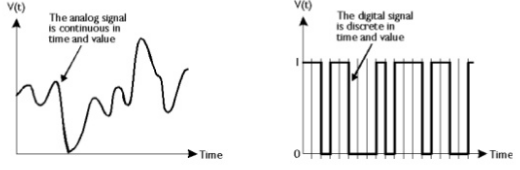 V(t)
The analog signal
is continuous in
time and value
Time
V(t)
The digital signal
is discrete in
time and value
1
0
Time